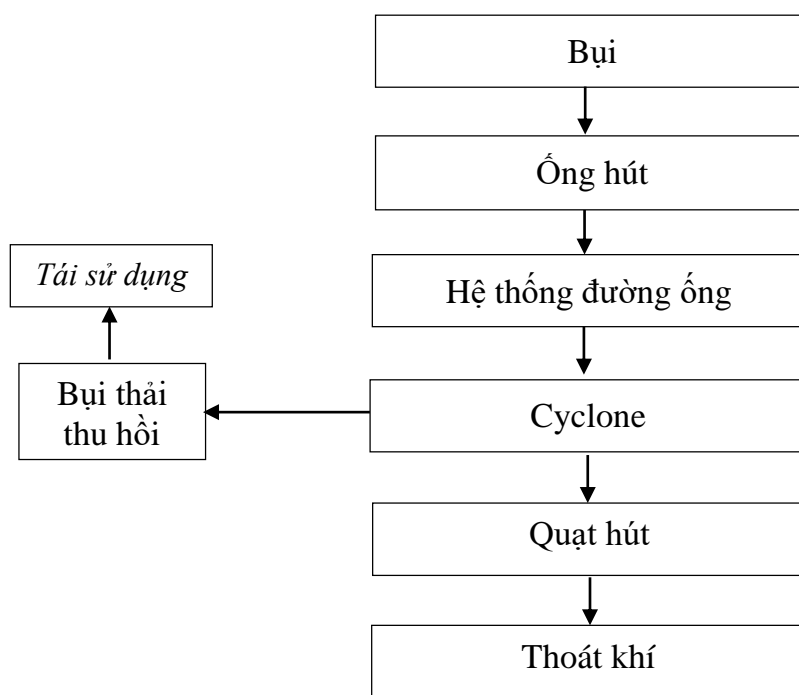 Bụi
Ống hút
Hệ thống đường ống
Tái sử dụng
Bụi thải
thu hồi
Cyclone
Quạt hút
Thoát khí